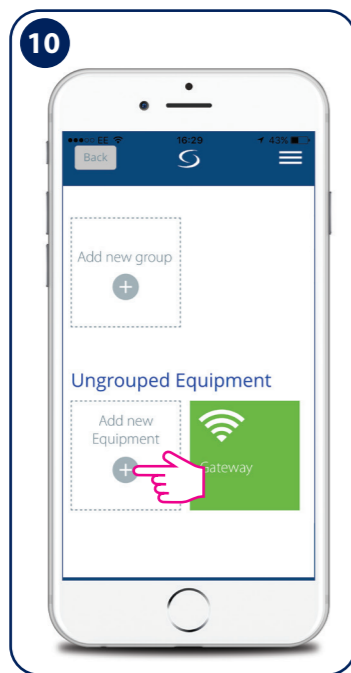 10
EE 16:29 43%
Back
Add new group
Ungrouped Equipment
Add new
Equipment
Gateway